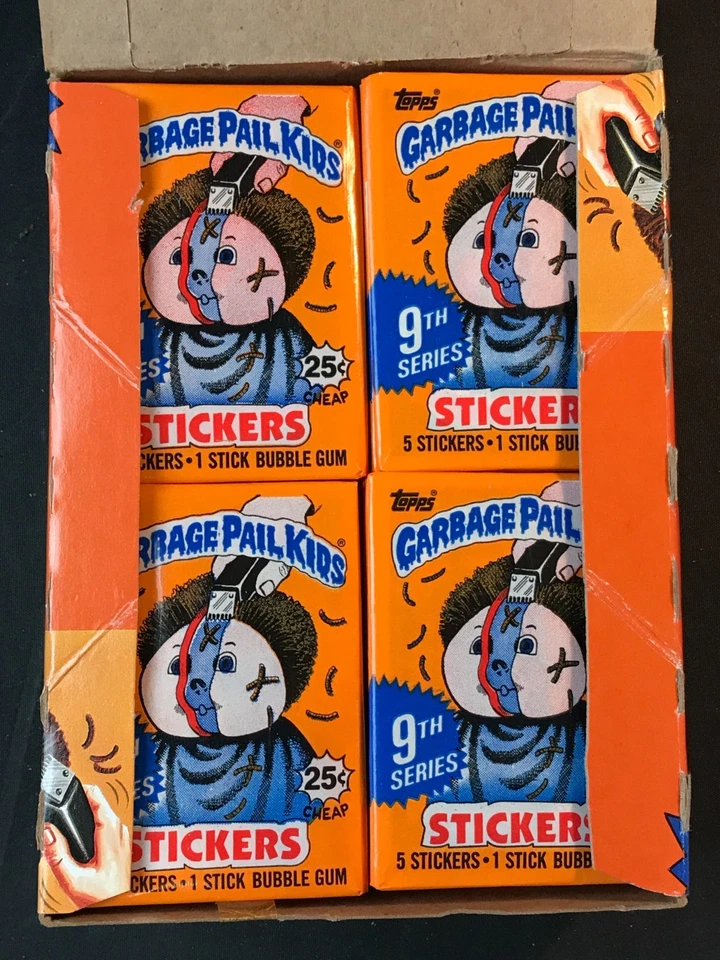 RBAGE PAIL KIDS®
ES
25¢
CHEAP
STICKERS
CKERS • 1 STICK BUBBLE GUM
Topps®
GARBAGE PAIL
9TH
SERIES
STICKER
5 STICKERS • 1 STICK BU
RBAGE PAIL KIDS®
ES
25¢
CHEAP
STICKERS
CKERS • 1 STICK BUBBLE GUM
Topps®
GARBAGE PAIL
9TH
SERIES
STICKERS
5 STICKERS • 1 STICK BUBB